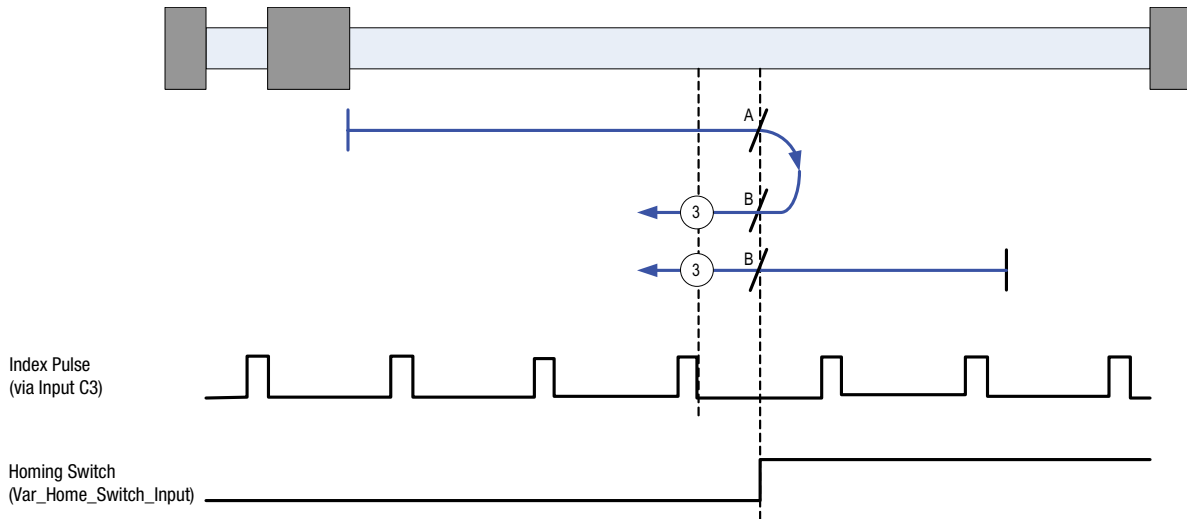 A
B
3
B
3
Index Pulse
(via Input C3)
Homing Switch
(Var_Home_Switch_Input)